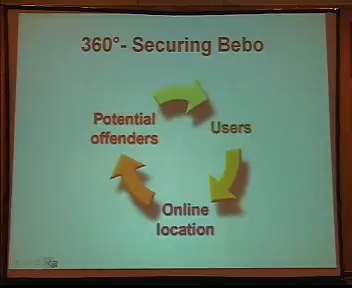 360°- Securing Bebo
Potential
offenders
Users
Online
location